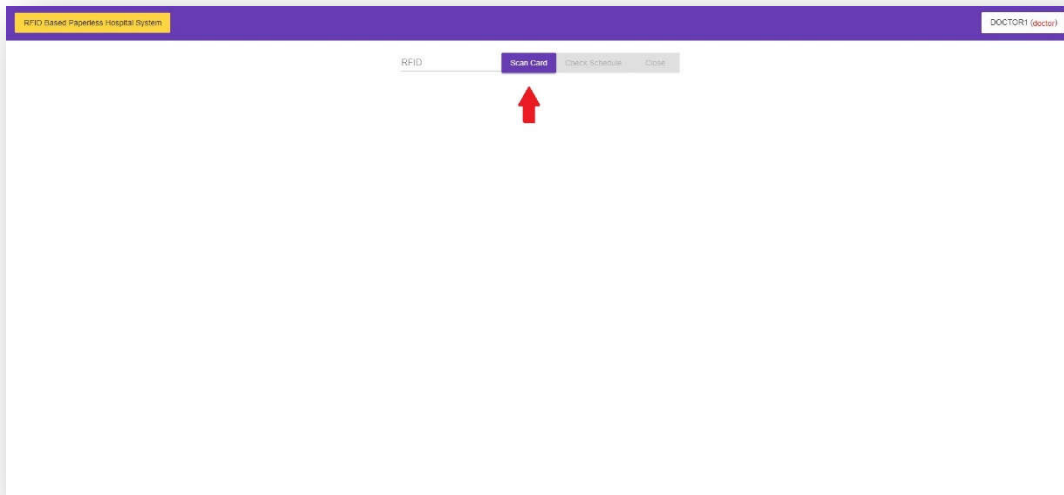 RFID Based Paperless Hospital System
DOCTOR1 (doctor)
RFID
Scan Card
Check Schedule
Close